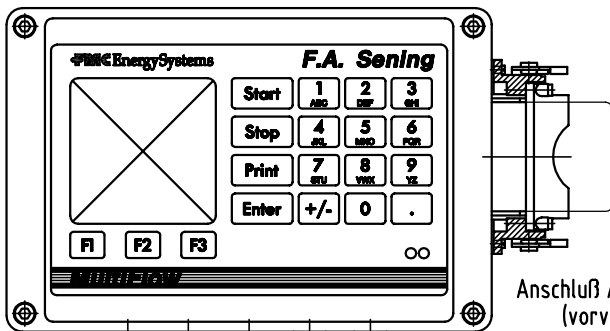 FMC EnergySystems
F.A. Sening
Start 1 2 3
ABC DEF GHI
Stop 4 5 6
JKL MNO PQR
Print 7 8 9
STU VWX YZ
Enter +/- 0 .
F1 F2 F3
Anschluß
(vorv